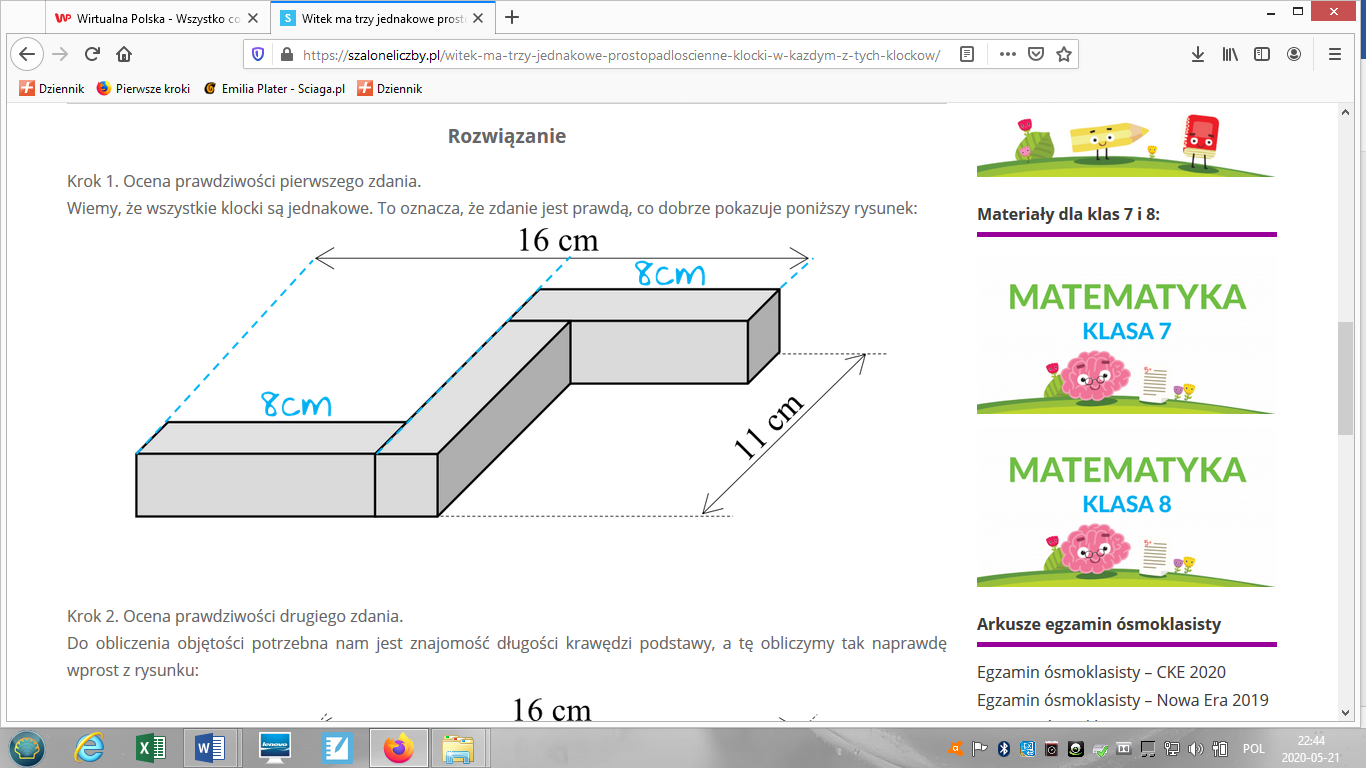 Wirtualna Polska - Wszystko co
Witek ma trzy jednakowe prosto
https://szaloneliczby.pl/witek-ma-trzy-jednakowe-prostopadloscienne-klocki-w-kazdym-z-tych-klockow/
Dziennik Pierwsze kroki Emilia Plater - Sciaga.pl Dziennik
Rozwiązanie
Krok 1. Ocena prawdziwości pierwszego zdania.
Wiemy, że wszystkie klocki są jednakowe. To oznacza, że zdanie jest prawdą, co dobrze pokazuje poniższy rysunek:
16 cm
8cm
8cm
11 cm
Krok 2. Ocena prawdziwości drugiego zdania.
Do obliczenia objętości potrzebna nam jest znajomość długości krawędzi podstawy, a tę obliczymy tak naprawdę
wprost z rysunku:
16 cm
Materiały dla klas 7 i 8:
MATEMATYKA
KLASA 7
MATEMATYKA
KLASA 8
Arkusze egzamin ósmoklasisty
Egzamin ósmoklasisty – CKE 2020
Egzamin ósmoklasisty – Nowa Era 2019
lenovo
POL
22:44
2020-05-21